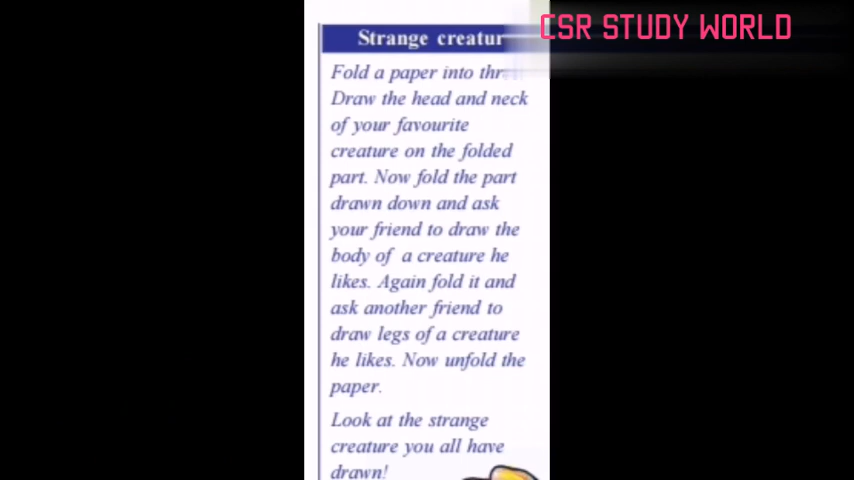 CSR STUDY WORLD
Strange
Fold a paper into
Draw the head and neck
of your favourite
creature on the folded
part. Now fold the part
drawn down and ask
your friend to draw the
body of a creature he
likes. Again fold it and
ask another friend to
draw legs of a creature
he likes. Now unfold the
paper.
Look at the strange
creature you all have
drawn!